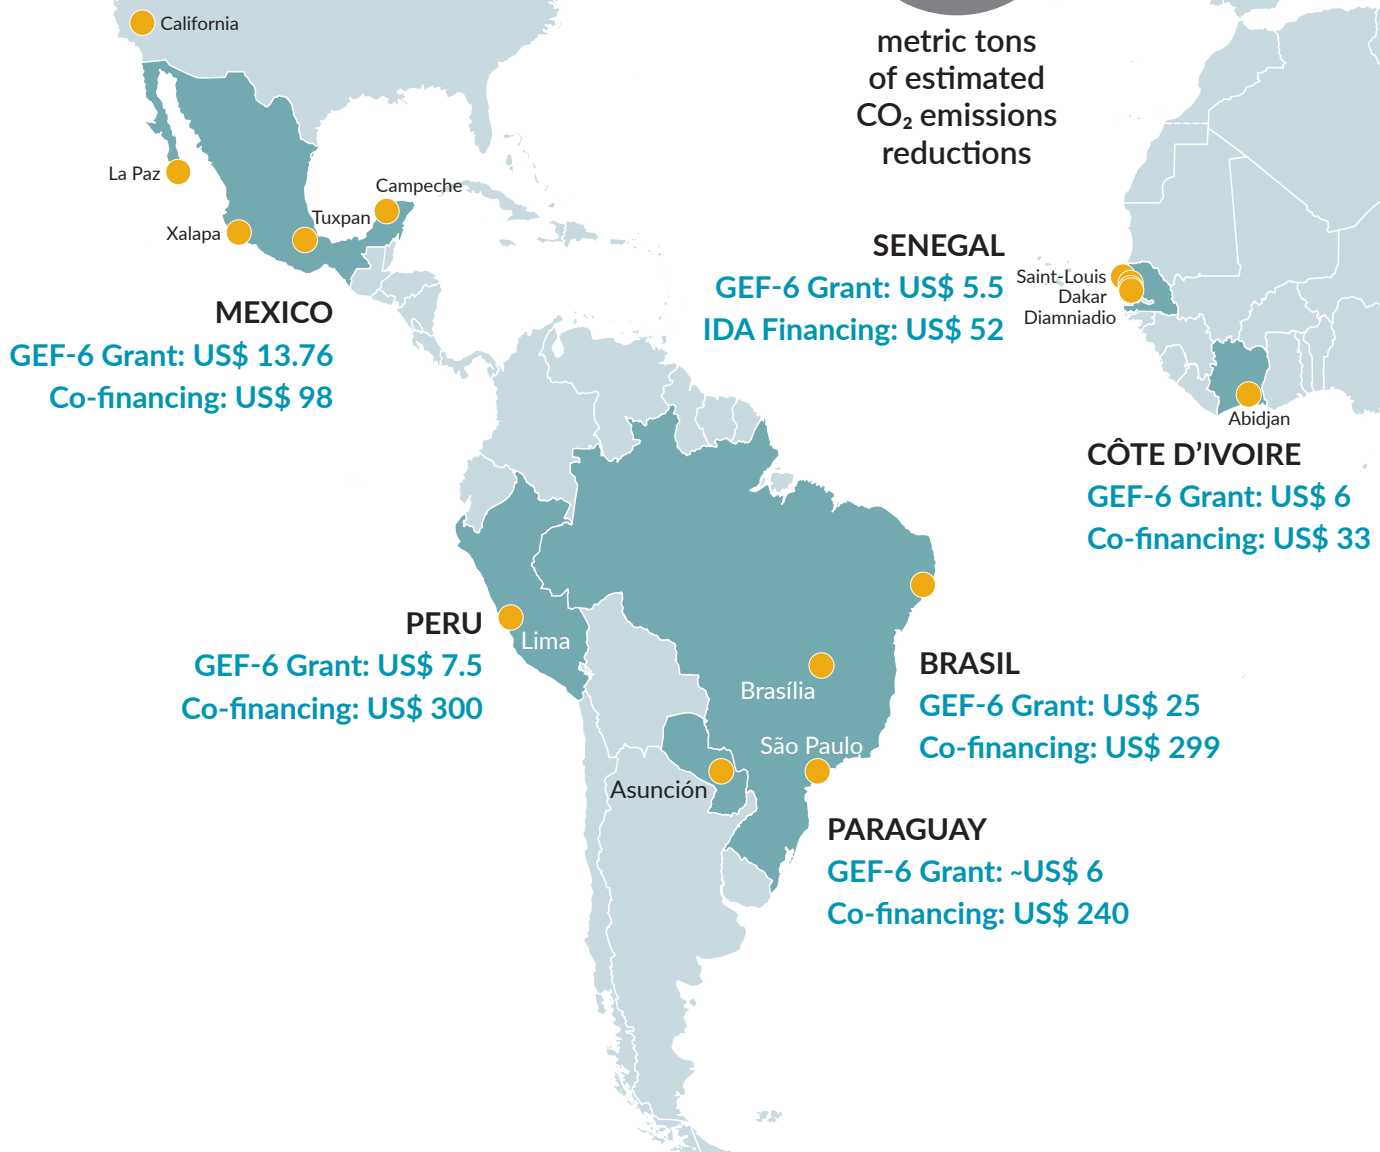 California
metric tons
of estimated
CO₂ emissions
reductions
La Paz
Campeche
Tuxpan
Xalapa
MEXICO
GEF-6 Grant: US$ 13.76
Co-financing: US$ 98
SENEGAL
GEF-6 Grant: US$ 5.5
IDA Financing: US$ 52
Saint-Louis
Dakar
Diamniadio
Abidjan
CÔTE D’IVOIRE
GEF-6 Grant: US$ 6
Co-financing: US$ 33
PERU
GEF-6 Grant: US$ 7.5
Co-financing: US$ 300
Lima
Brasília
São Paulo
BRASIL
GEF-6 Grant: US$ 25
Co-financing: US$ 299
Asunción
PARAGUAY
GEF-6 Grant: ~US$ 6
Co-financing: US$ 240